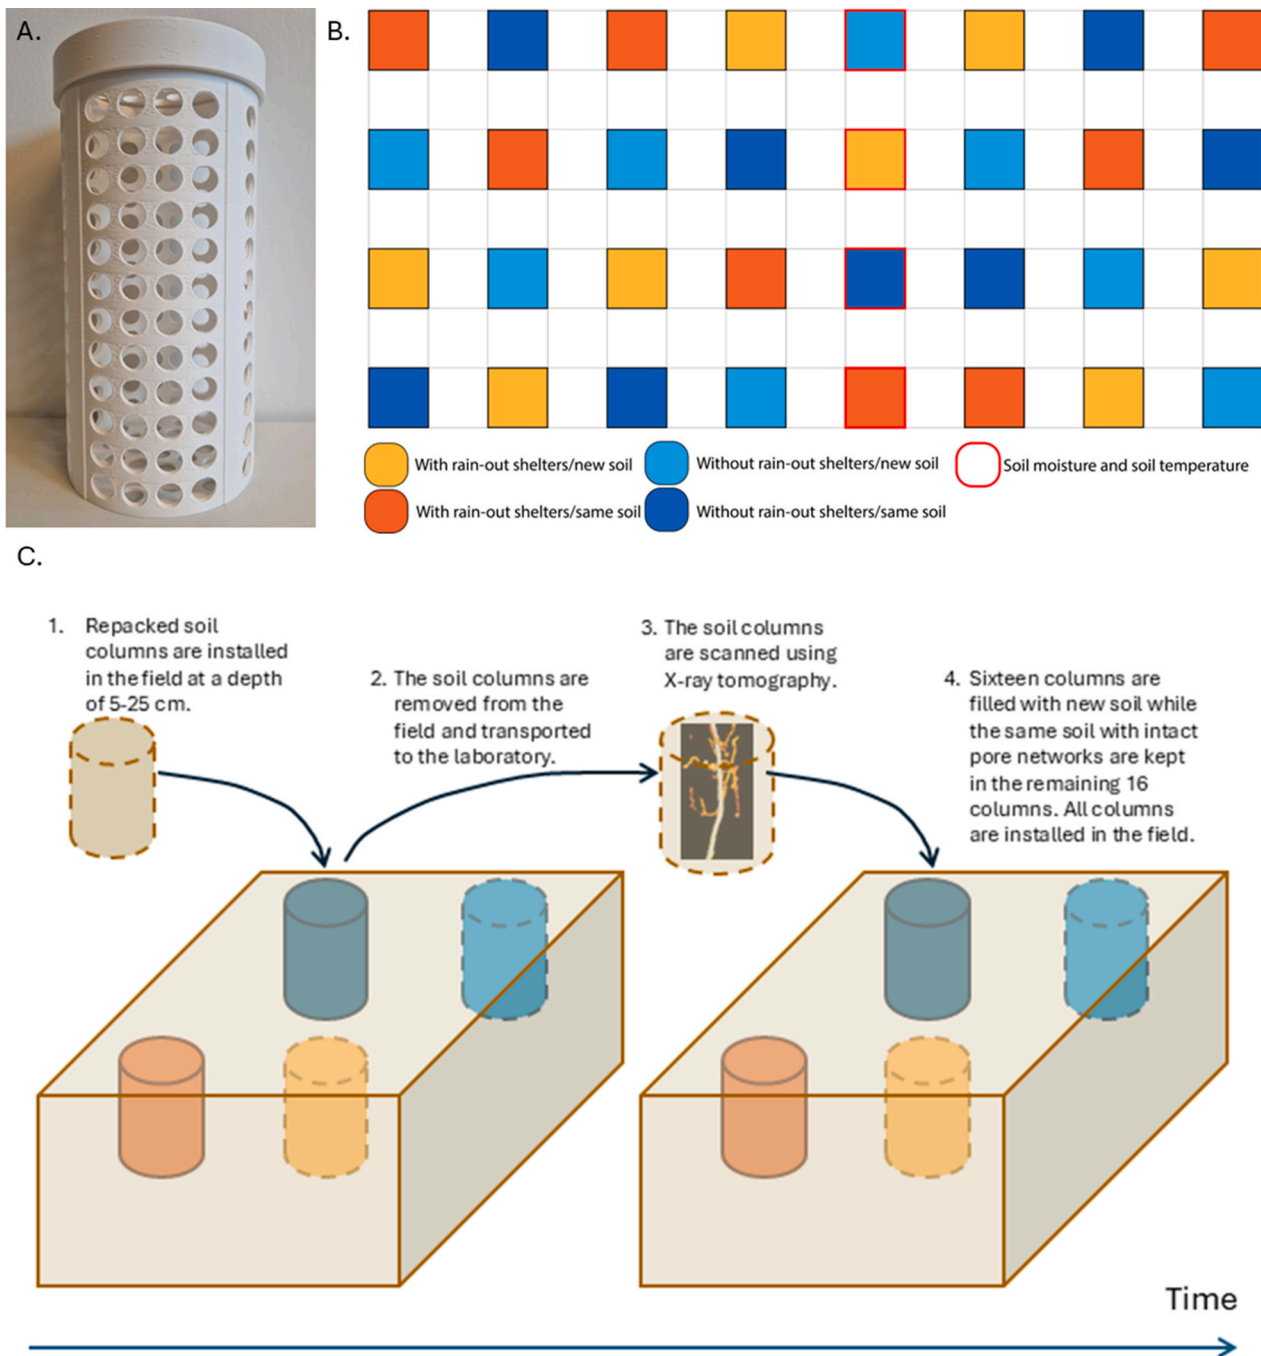 A.
B.
With rain-out shelters/new soil
Without rain-out shelters/new soil
Soil moisture and soil temperature
With rain-out shelters/same soil
Without rain-out shelters/same soil
C.
1. Repacked soil
columns are installed
in the field at a depth
of 5-25 cm.
2. The soil columns are
removed from the
field and transported
to the laboratory.
3. The soil columns
are scanned using
X-ray tomography.
4. Sixteen columns are
filled with new soil while
the same soil with intact
pore networks are kept
in the remaining 16
columns. All columns
are installed in the field.
Time